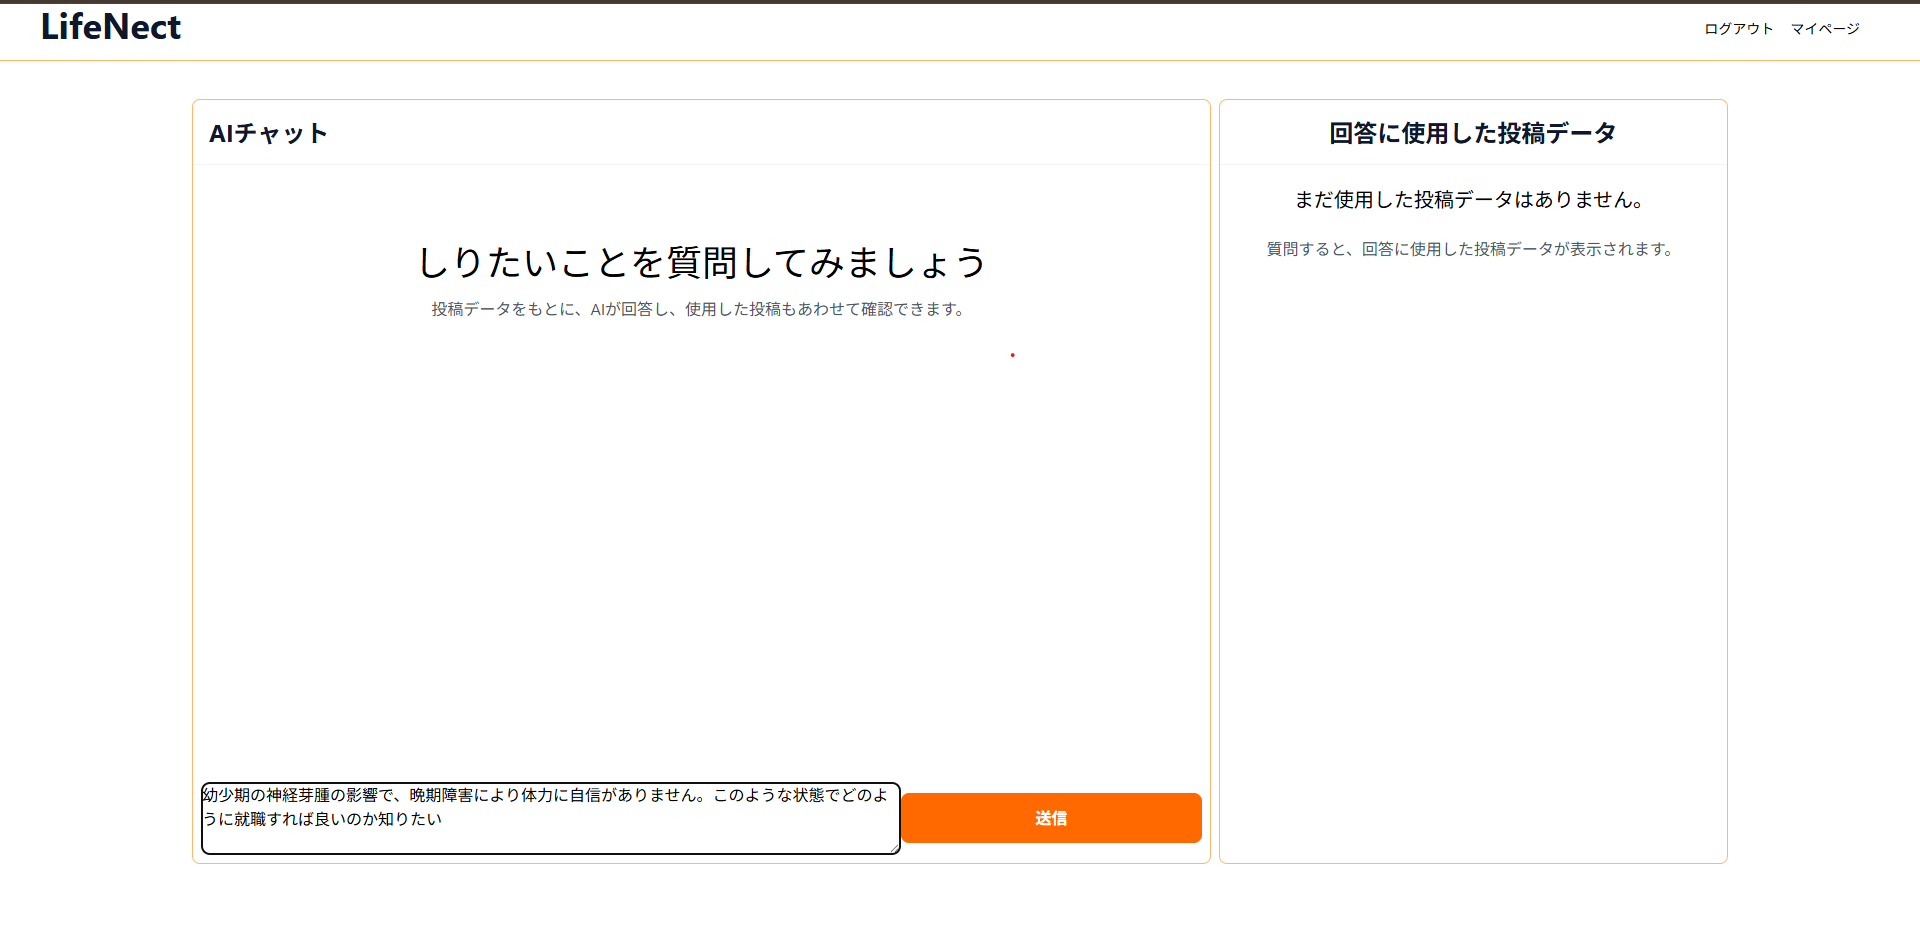 LifeNect
ログアウト マイページ
AIチャット
しりたいことを質問してみましょう
投稿データをもとに、AIが回答し、使用した投稿もあわせて確認できます。
幼少期の神経芽腫の影響で、晩期障害により体力に自信がありません。このような状態でどのよ
うに就職すれば良いのか知りたい
送信
回答に使用した投稿データ
まだ使用した投稿データはありません。
質問すると、回答に使用した投稿データが表示されます。